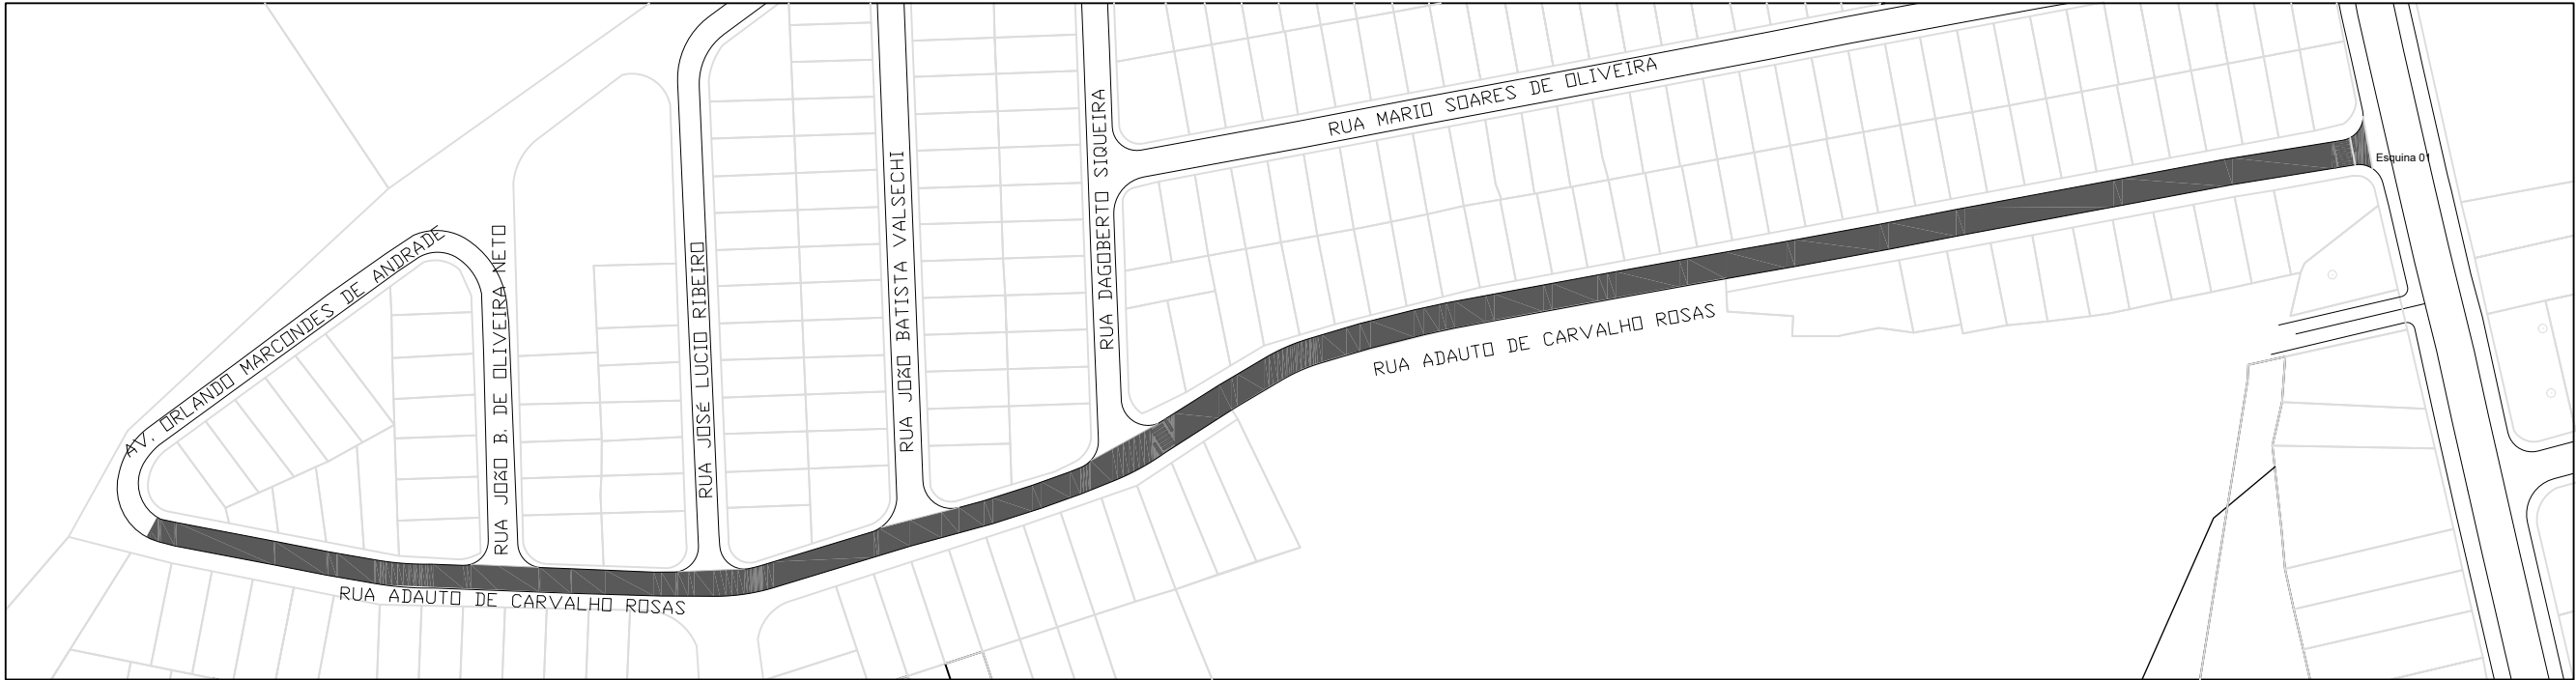 RUA MARIO SOARES DE OLIVEIRA
Esquina 01
AV. ORLANDO MARCONDES DE ANDRADE
RUA JOÃO B. DE OLIVEIRA NETO
RUA JOSÉ LUCIO RIBEIRO
RUA JOÃO BATISTA VALSECHI
RUA DAGOBERTO SIQUEIRA
RUA ADAUTO DE CARVALHO ROSAS
RUA ADAUTO DE CARVALHO ROSAS